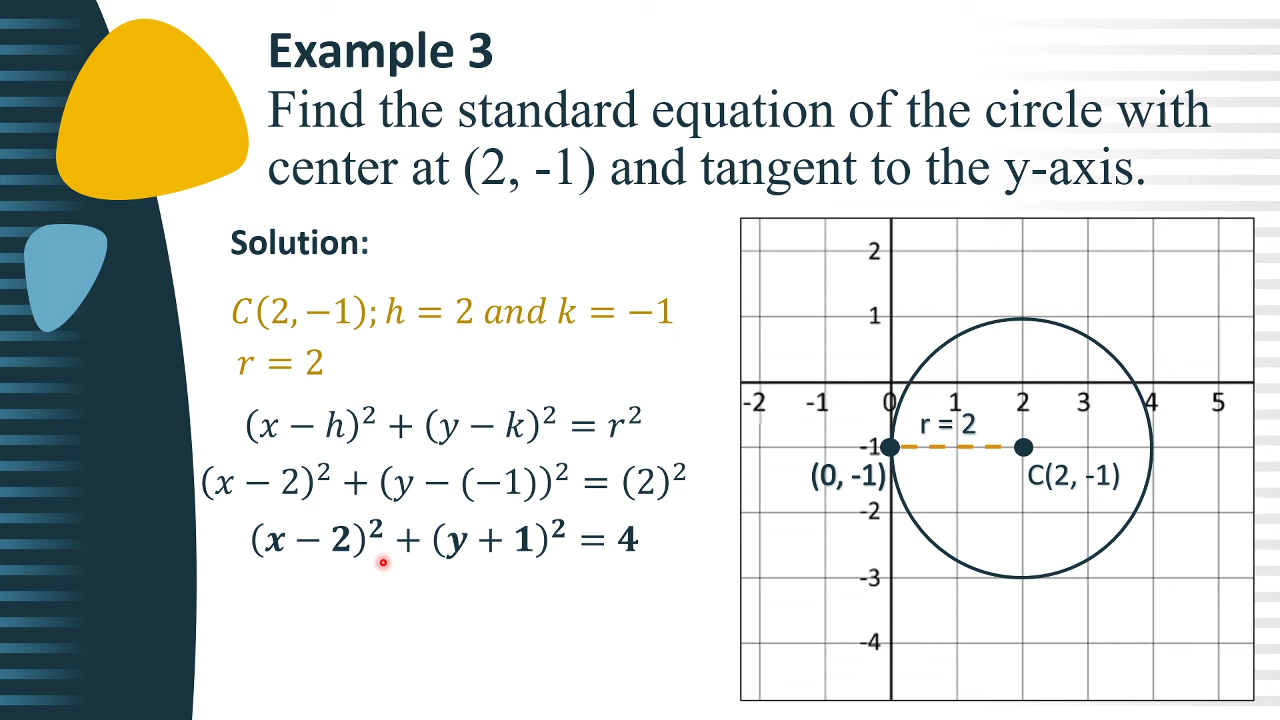 Example 3
Find the standard equation of the circle with
center at (2, -1) and tangent to the y-axis.
Solution:
C(2, −1); h = 2 and k = −1
r = 2
(x − h)² + (y − k)² = r²
(x − 2)² + (y − (−1))² = (2)²
(x − 2)² + (y + 1)² = 4
2
1
-2 -1 0 1 2 3 4 5
r = 2
-1
(0, -1) C(2, -1)
-2
-3
-4